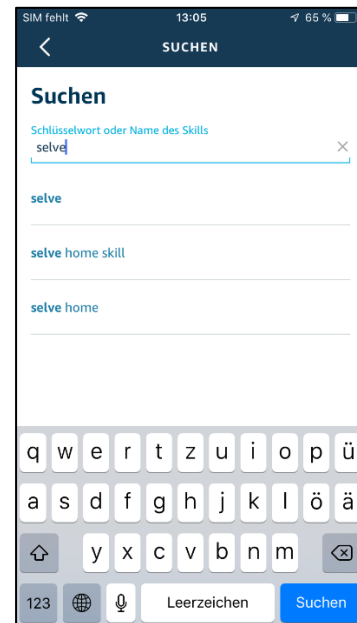 SIM fehlt 13:05 65 %
SUCHEN
Suchen
Schlüsselwort oder Name des Skills
selve
selve
selve home skill
selve home
q w e r t z u i o p ü
a s d f g h j k l ö ä
y x c v b n m
123 Leerzeichen Suchen